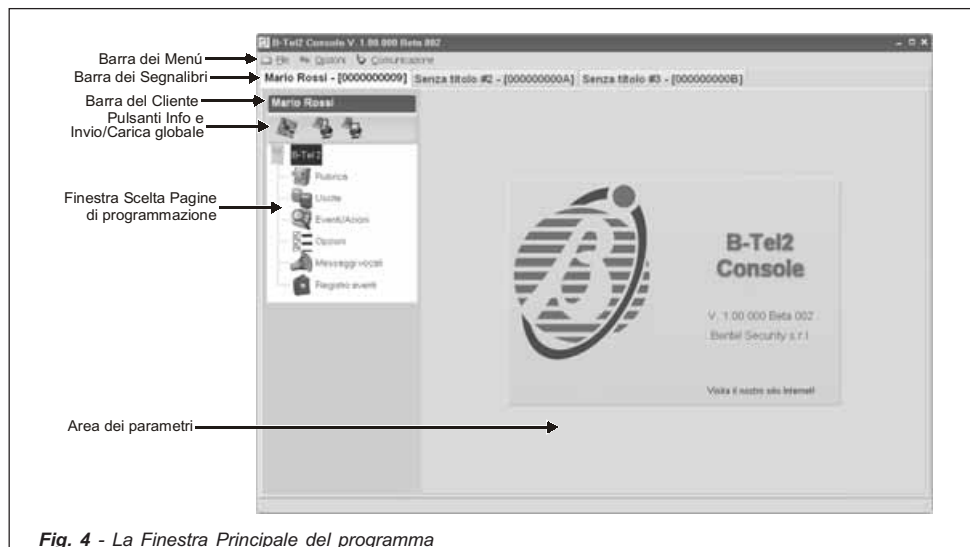 B-Tel2 Console V. 1.00.000 Beta 002
File Opzioni Comunicazione
Mario Rossi - [0000000009] Senza titolo #2 - [000000000A] Senza titolo #3 - [000000000B]
Barra dei Menú
Barra dei Segnalibri
Barra del Cliente
Pulsanti Info e
Invio/Carica globale
Finestra Scelta Pagine
di programmazione
Area dei parametri
Mario Rossi
B-Tel 2
Rubrica
Uscite
Eventi/Azioni
Opzioni
Messaggi vocali
Registro eventi
B-Tel2
Console
V. 1.00.000 Beta 002
Bentel Security s.r.l.
Visita il nostro sito Internet!
Fig. 4 - La Finestra Principale del programma